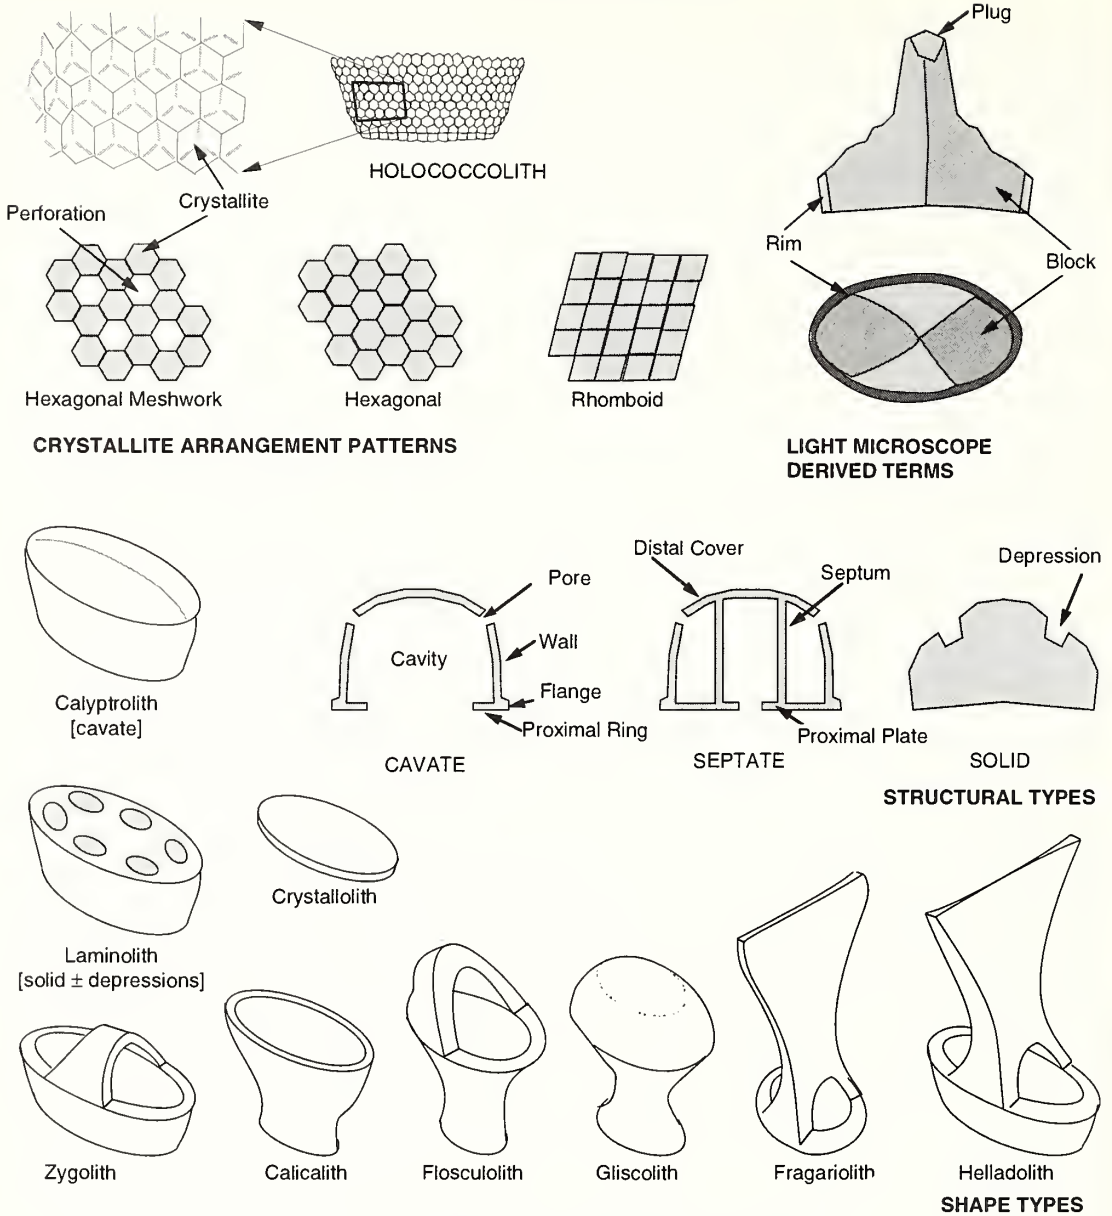 Plug
HOLOCOCCOLITH
Crystallite
Perforation
Rim
Block
Hexagonal Meshwork
Hexagonal
Rhomboid
CRYSTALLITE ARRANGEMENT PATTERNS
LIGHT MICROSCOPE
DERIVED TERMS
Distal Cover
Septum
Depression
Pore
Wall
Cavity
Flange
Proximal Ring
Proximal Plate
Calyptrolith
[cavate]
CAVATE
SEPTATE
SOLID
STRUCTURAL TYPES
Crystallolith
Laminolith
[solid ± depressions]
Zygolith
Calicalith
Flosculolith
Gliscolith
Fragariolith
Helladolith
SHAPE TYPES